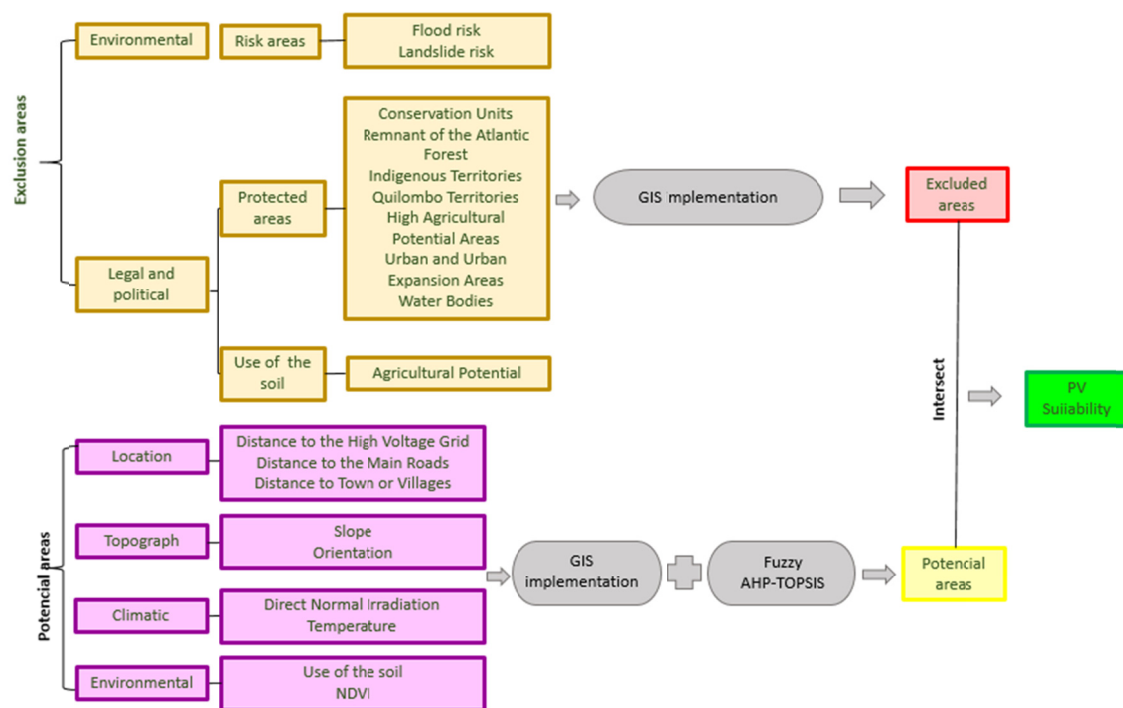 Exclusion areas
Environmental
Risk areas
Flood risk
Landslide risk
Legal and
political
Protected
areas
Conservation Units
Remnant of the Atlantic
Forest
Indigenous Territories
Quilombo Territories
High Agricultural
Potential Areas
Urban and Urban
Expansion Areas
Water Bodies
Use of the
soil
Agricultural Potential
GIS implementation
Excluded
areas
Intersect
PV
Suilability
Potencial areas
Location
Distance to the High Voltage Grid
Distance to the Main Roads
Distance to Town or Villages
Topograph
Slope
Orientation
Climatic
Direct Normal Irradiation
Temperature
Environmental
Use of the soil
NDVI
GIS
implementation
Fuzzy
AHP-TOPSIS
Potencial
areas